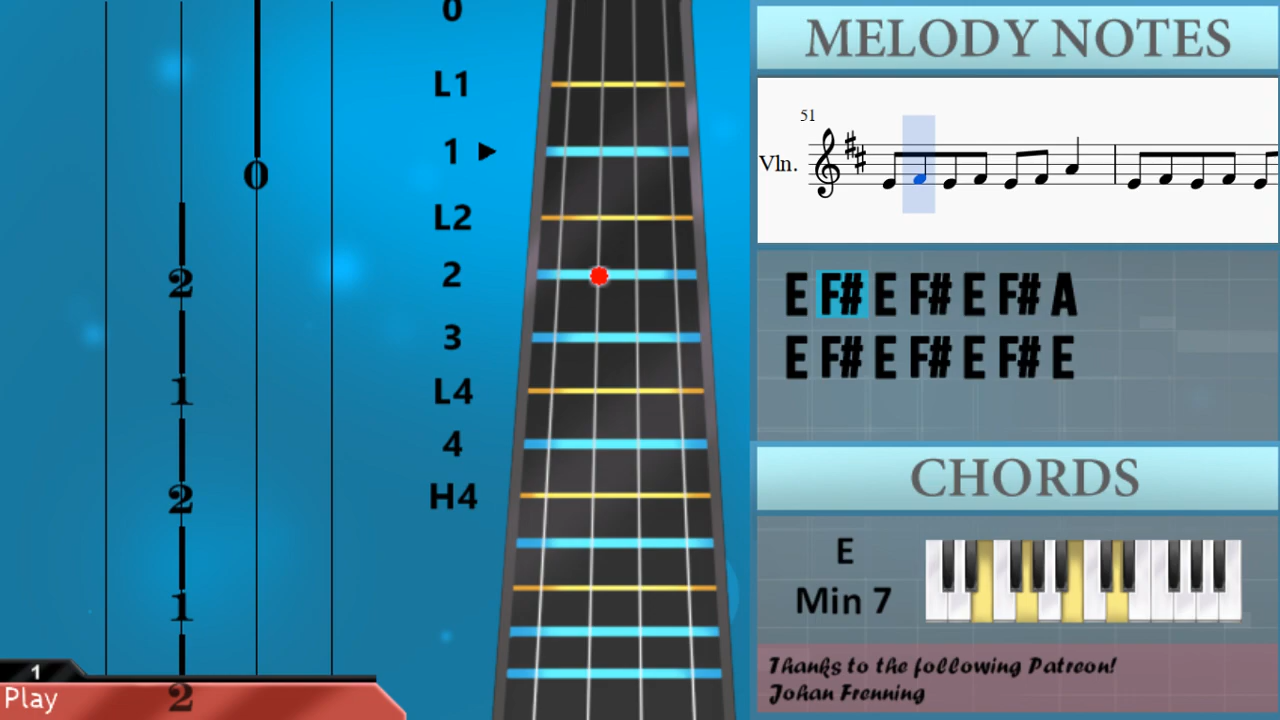 0
L1
1
L2
2
3
L4
4
H4
0
2
1
2
1
2
1
Play
MELODY NOTES
51
Vln.
E F# E F# E F# A
E F# E F# E F# E
CHORDS
E
Min 7
Thanks to the following Patreon!
Johan Frenning